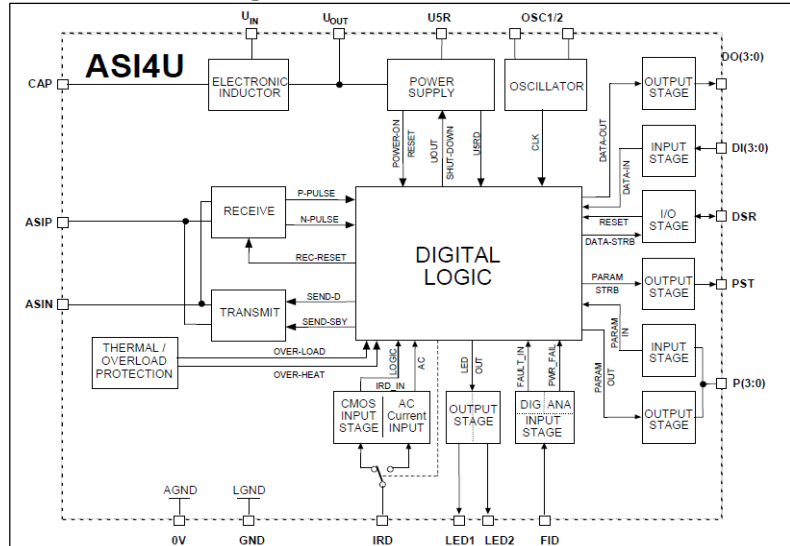 UIN
UOUT
U5R
OSC1/2
ASI4U
CAP
ELECTRONIC
INDUCTOR
POWER
SUPPLY
OSCILLATOR
OUTPUT
STAGE
DO(3:0)
POWER-ON
RESET
UOUT
SHUT-DOWN
U5RD
CLK
DATA-OUT
DATA-IN
INPUT
STAGE
DI(3:0)
ASIP
RECEIVE
P-PULSE
N-PULSE
REC-RESET
DIGITAL
LOGIC
RESET
DATA-STRB
I/O
STAGE
DSR
ASIN
TRANSMIT
SEND-D
SEND-SBY
PARAM
STRB
OUTPUT
STAGE
PST
THERMAL /
OVERLOAD
PROTECTION
OVER-LOAD
OVER-HEAT
LOGIC
AC
IRD_IN
LED
OUT
FAULT_IN
PWR_FAIL
PARAM
IN
PARAM
OUT
INPUT
STAGE
P(3:0)
OUTPUT
STAGE
CMOS
INPUT
STAGE
AC
Current
INPUT
OUTPUT
STAGE
DIG
ANA
INPUT
STAGE
AGND
LGND
0V
GND
IRD
LED1
LED2
FID